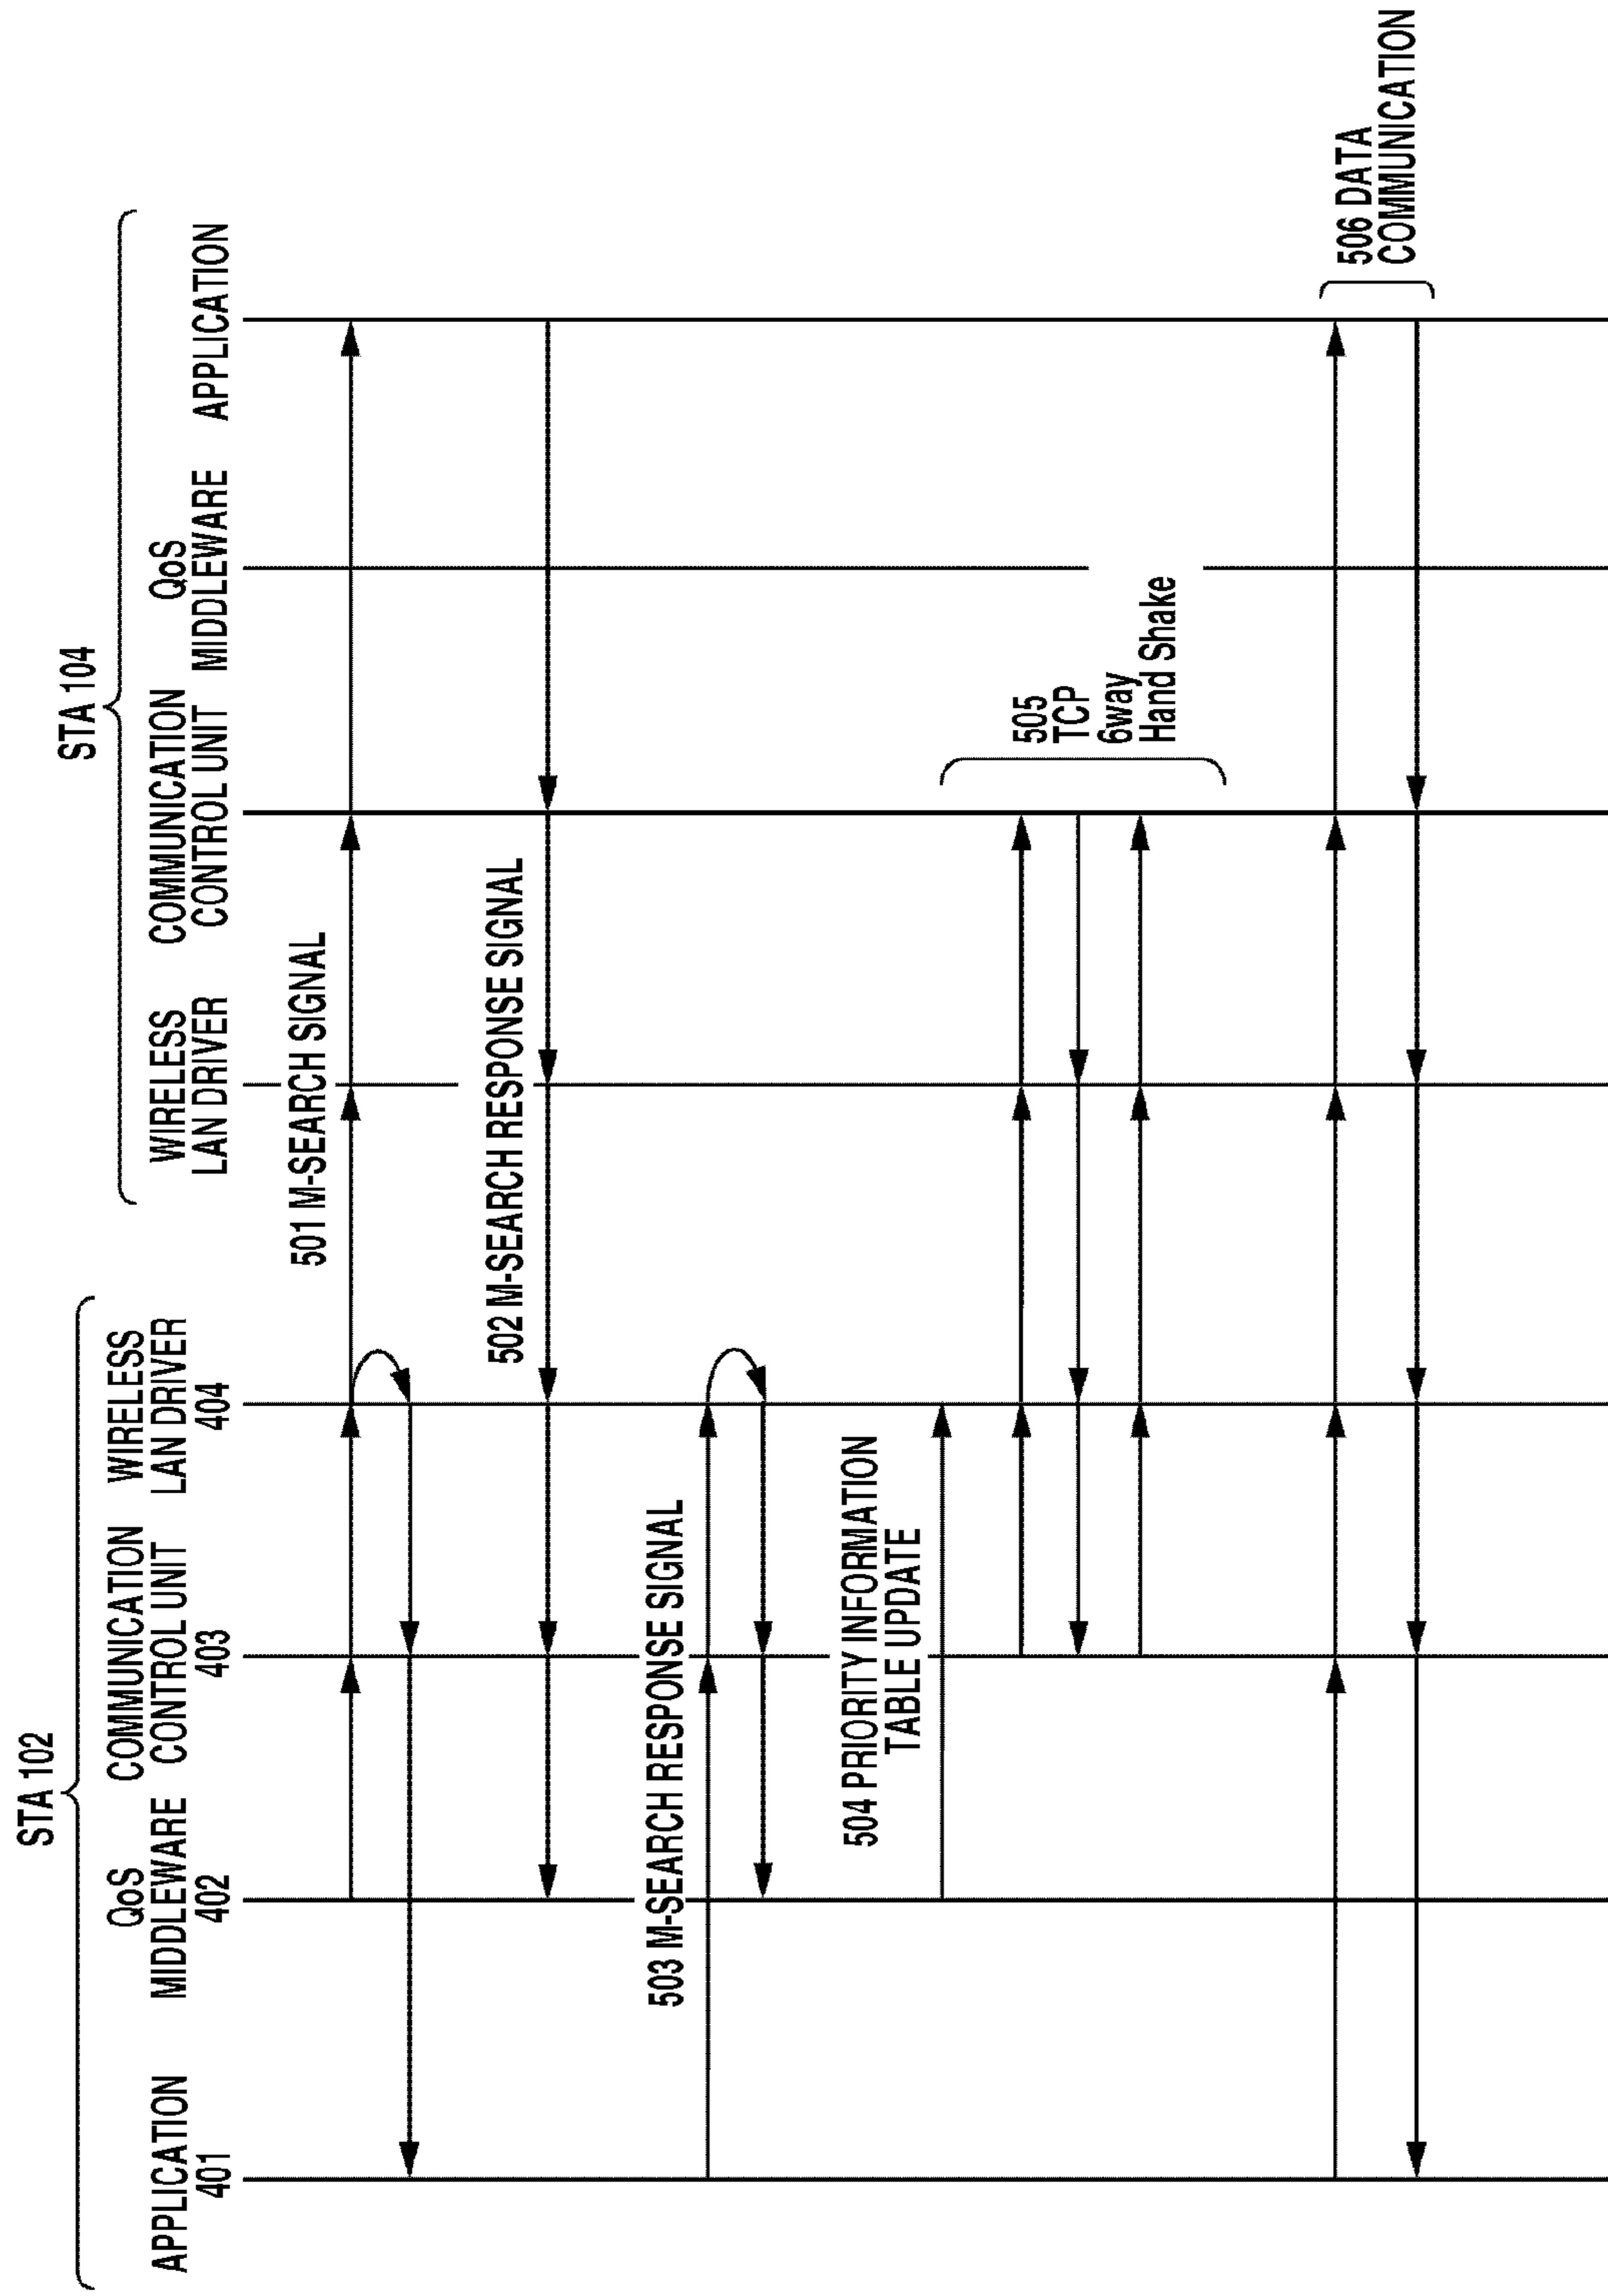 STA 102
APPLICATION
401
QoS
MIDDLEWARE
402
COMMUNICATION
CONTROL UNIT
403
WIRELESS
LAN DRIVER
404
STA 104
WIRELESS
LAN DRIVER
COMMUNICATION
CONTROL UNIT
QoS
MIDDLEWARE
APPLICATION
501 M-SEARCH SIGNAL
502 M-SEARCH RESPONSE SIGNAL
503 M-SEARCH RESPONSE SIGNAL
504 PRIORITY INFORMATION
TABLE UPDATE
505
TCP
6way
Hand Shake
506 DATA
COMMUNICATION